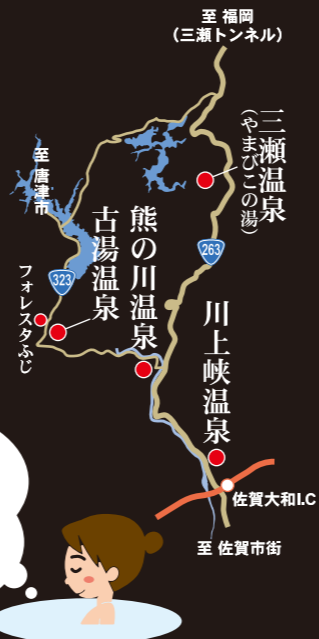 至 福岡
（三瀬トンネル）
三瀬温泉
（やまびこの湯）
至 唐津市
263
熊の川温泉
古湯温泉
323
フォレスタふじ
川上峡温泉
佐賀大和I.C
至 佐賀市街